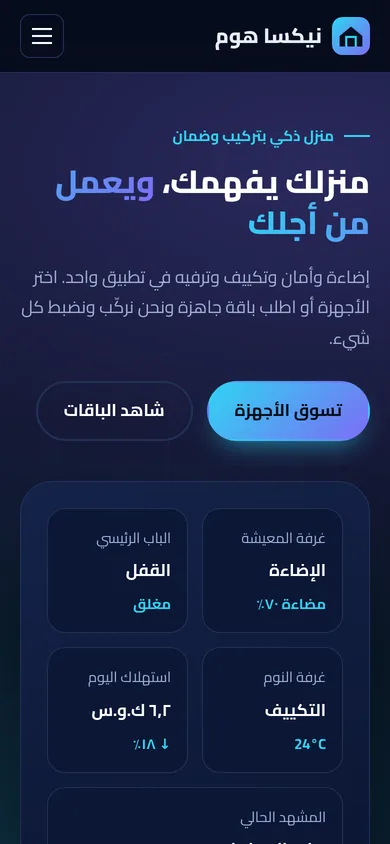 نيكسا هوم
منزل ذكي بتركيب وضمان
منزلك يفهمك، ويعمل
من أجلك
إضاءة وأمان وتكييف وترفيه في تطبيق واحد. اختر
الأجهزة أو اطلب باقة جاهزة ونحن نركّب ونضبط كل
شيء.
تسوق الأجهزة
شاهد الباقات
غرفة المعيشة
الإضاءة
مضاءة ٧٠٪
الباب الرئيسي
القفل
مغلق
غرفة النوم
التكييف
24°C
استهلاك اليوم
٦٫٢ ك.و.س
↓ ١٨٪
المشهد الحالي